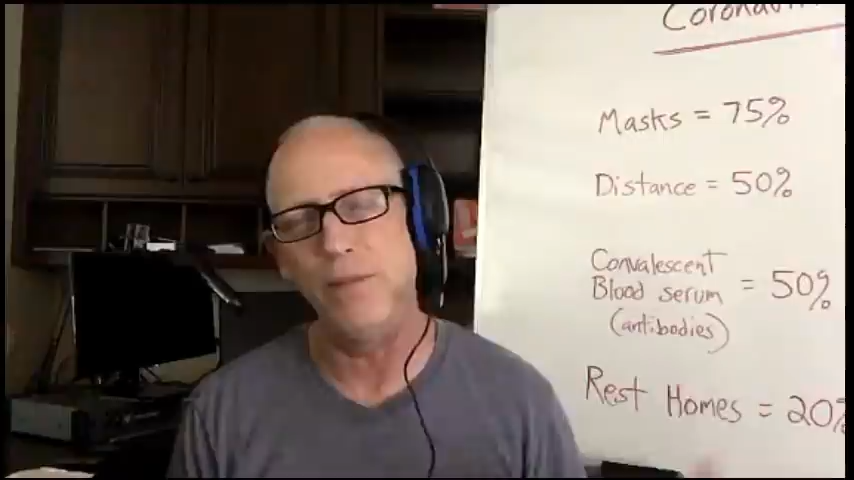 Masks = 75%
Distance = 50%
Convalescent
Blood serum = 50%
(antibodies)
Rest Homes = 20%